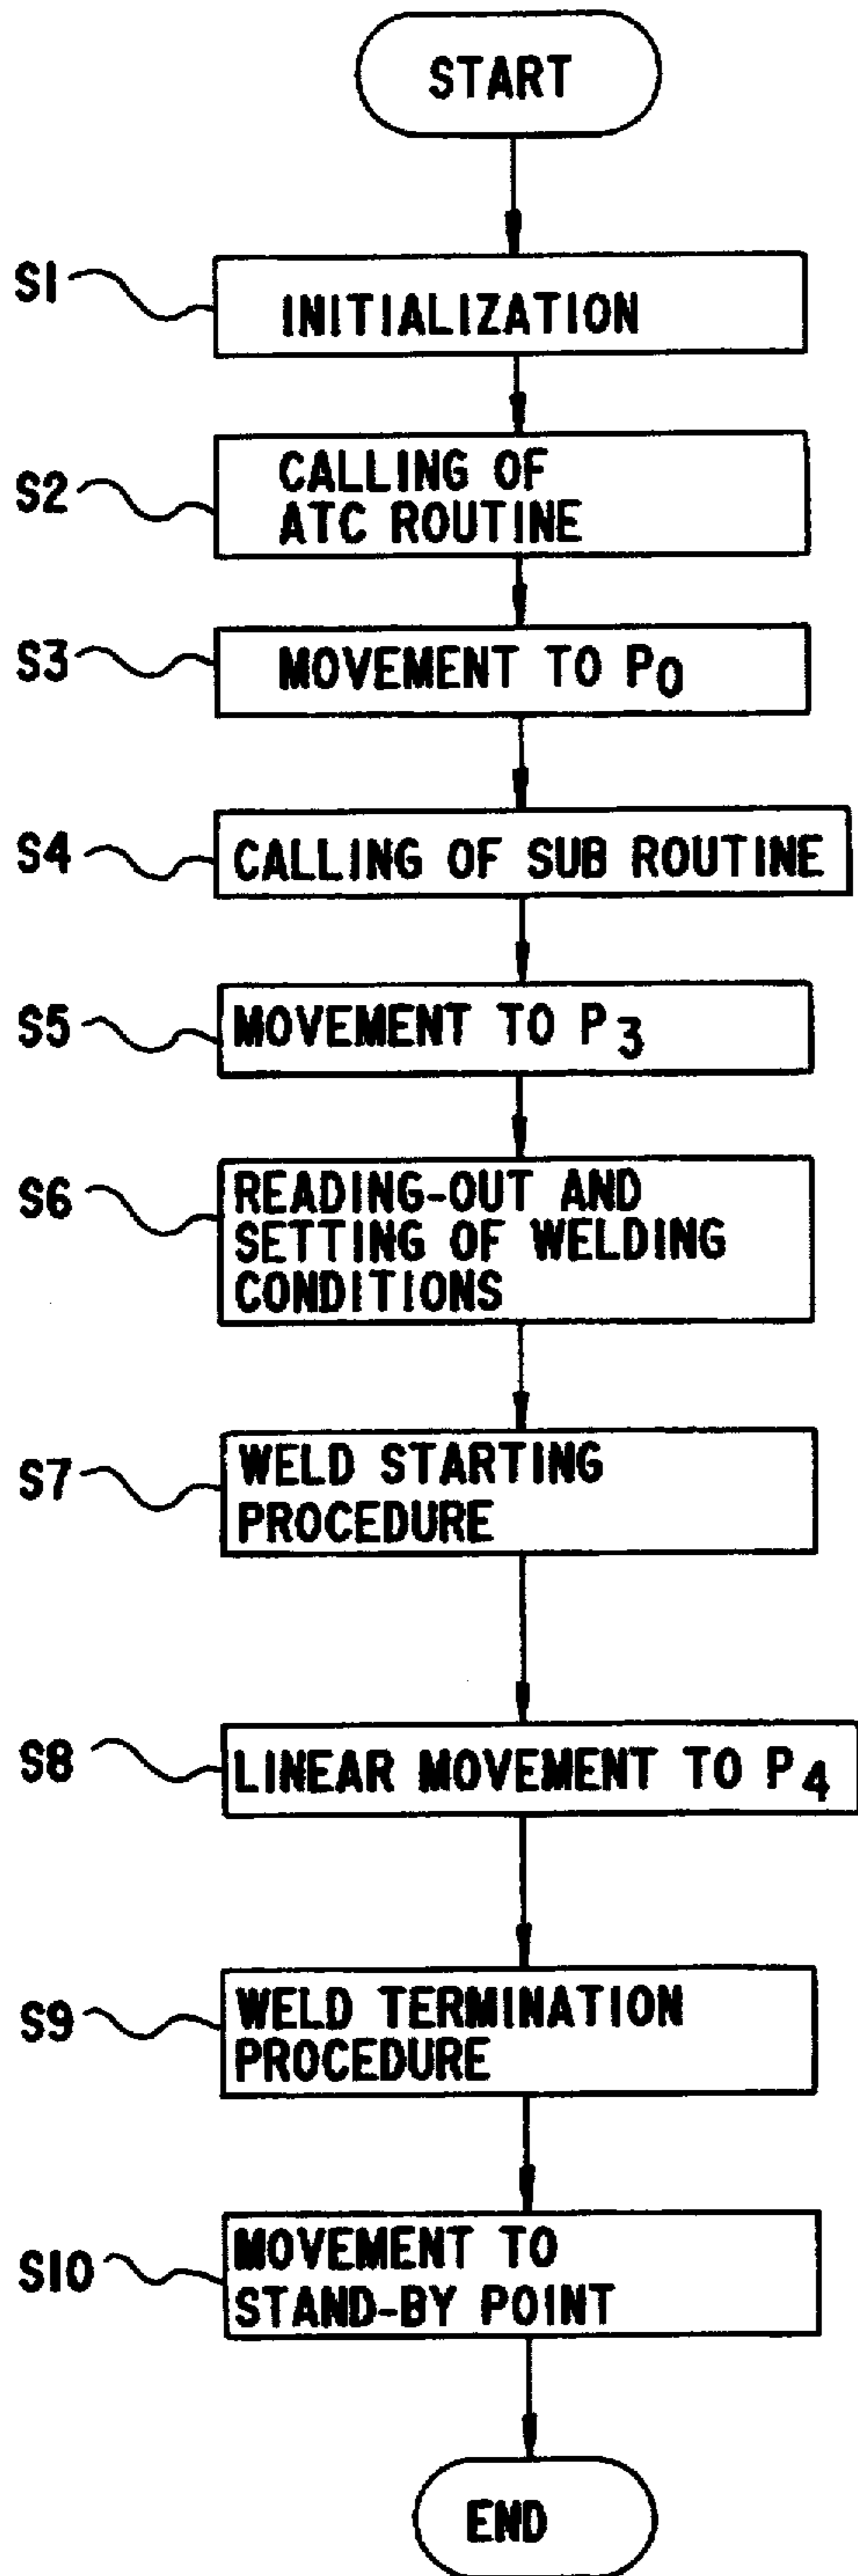 START
S1
INITIALIZATION
S2
CALLING OF
ATC ROUTINE
S3
MOVEMENT TO P0
S4
CALLING OF SUB ROUTINE
S5
MOVEMENT TO P3
S6
READING-OUT AND
SETTING OF WELDING
CONDITIONS
S7
WELD STARTING
PROCEDURE
S8
LINEAR MOVEMENT TO P4
S9
WELD TERMINATION
PROCEDURE
S10
MOVEMENT TO
STAND-BY POINT
END